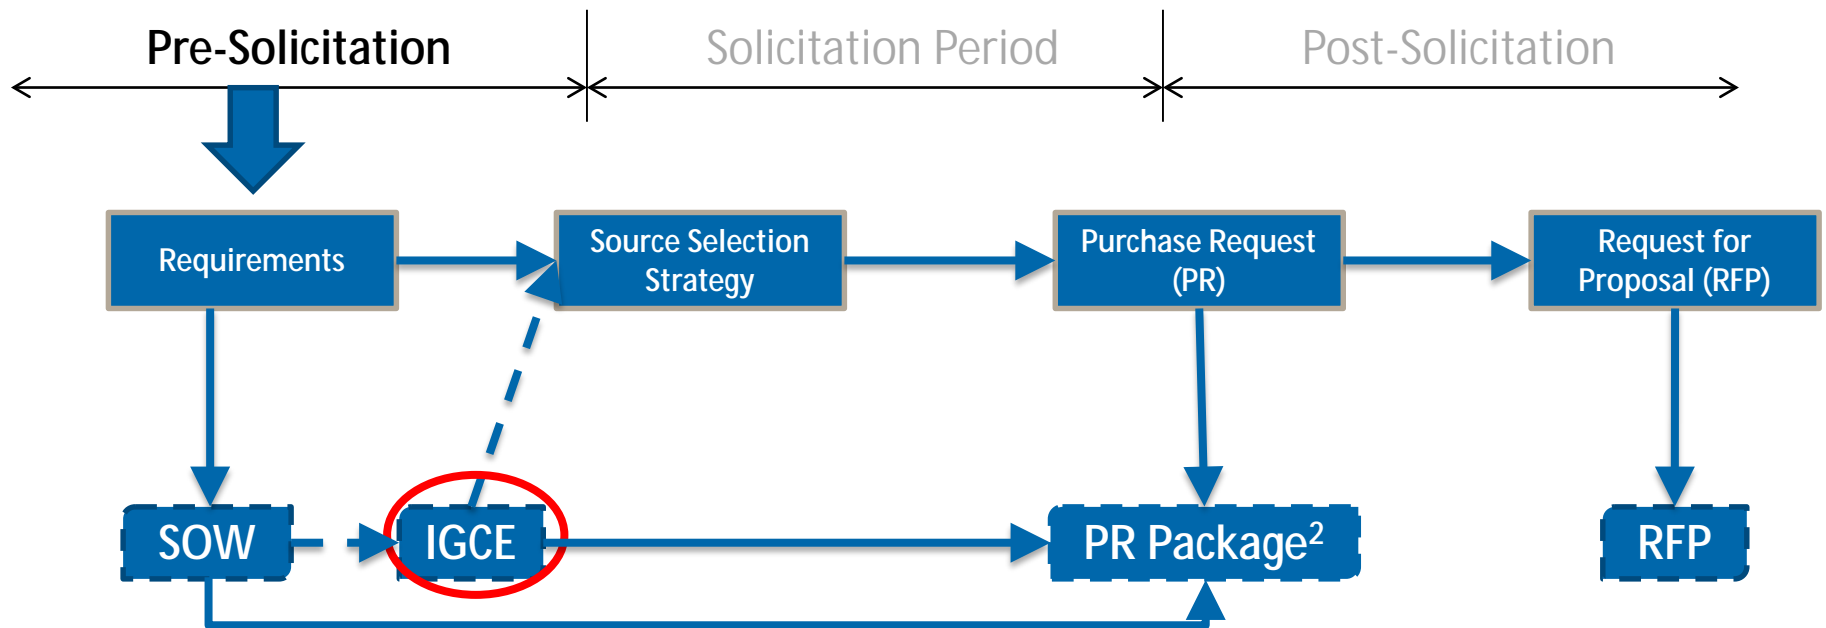 Pre-Solicitation
Solicitation Period
Post-Solicitation
Requirements
Source Selection
Strategy
Purchase Request
(PR)
Request for
Proposal (RFP)
SOW
IGCE
PR Package²
RFP